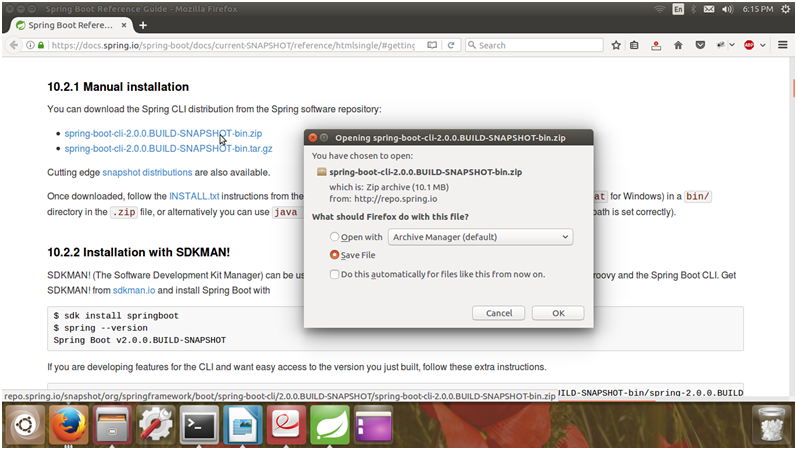 Spring Boot Reference Guide - Mozilla Firefox
En
6:15 PM
Spring Boot Reference...
https://docs.spring.io/spring-boot/docs/current-SNAPSHOT/reference/htmlsingle/#getting
Search
ABP
10.2.1 Manual installation
You can download the Spring CLI distribution from the Spring software repository:
spring-boot-cli-2.0.0.BUILD-SNAPSHOT-bin.zip
spring-boot-cli-2.0.0.BUILD-SNAPSHOT-bin.tar.gz
Cutting edge snapshot distributions are also available.
Once downloaded, follow the INSTALL.txt instructions from the
at for Windows) in a bin/
directory in the .zip file, or alternatively you can use java
path is set correctly).
Opening spring-boot-cli-2.0.0.BUILD-SNAPSHOT-bin.zip
You have chosen to open:
spring-boot-cli-2.0.0.BUILD-SNAPSHOT-bin.zip
which is: Zip archive (10.1 MB)
from: http://repo.spring.io
What should Firefox do with this file?
Open with
Archive Manager (default)
Save File
Do this automatically for files like this from now on.
Cancel
OK
10.2.2 Installation with SDKMAN!
SDKMAN! (The Software Development Kit Manager) can be us
roovy and the Spring Boot CLI. Get
SDKMAN! from sdkman.io and install Spring Boot with
$ sdk install springboot
$ spring --version
Spring Boot v2.0.0.BUILD-SNAPSHOT
If you are developing features for the CLI and want easy access to the version you just built, follow these extra instructions.
repo.spring.io/snapshot/org/springframework/boot/spring-boot-cli/2.0.0.BUILD-SNAPSHOT/spring-boot-cli-2.0.0.BUILD-SNAPSHOT-bin.zip
UILD-SNAPSHOT-bin/spring-2.0.0.BUILD